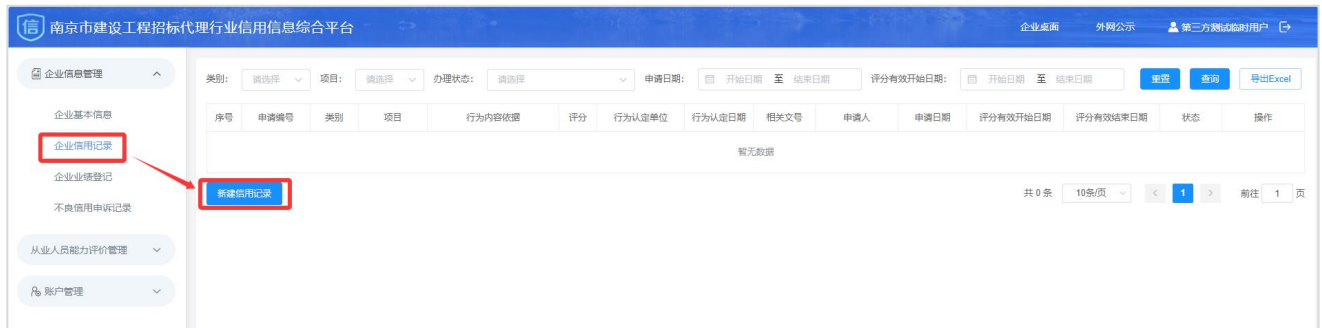 信 南京市建设工程招标代理行业信用信息综合平台 企业桌面 外网公示 第三方测试临时用户
企业信息管理
企业基本信息
企业信用记录
企业业绩登记
不良信用申诉记录
从业人员能力评价管理
账户管理
类别: 请选择 项目: 请选择 办理状态: 请选择 申请日期: 开始日期 至 结束日期 评分有效开始日期: 开始日期 至 结束日期 重置 查询 导出Excel
序号 申请编号 类别 项目 行为内容依据 评分 行为认定单位 行为认定日期 相关文号 申请人 申请日期 评分有效开始日期 评分有效结束日期 状态 操作
暂无数据
新建信用记录 共 0 条 10条/页 < 1 > 前往 1 页